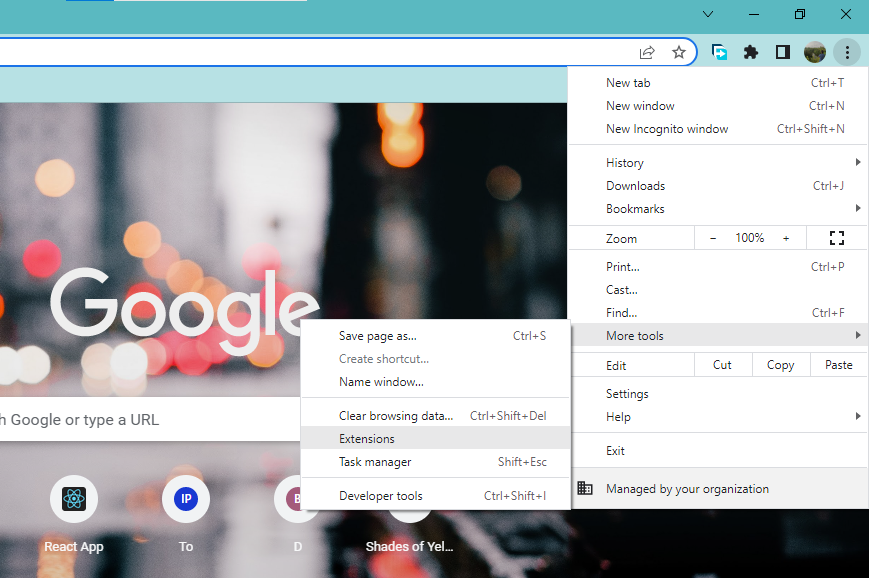 New tab Ctrl+T
New window Ctrl+N
New Incognito window Ctrl+Shift+N
History
Downloads Ctrl+J
Bookmarks
Zoom − 100% +
Print... Ctrl+P
Cast...
Find... Ctrl+F
More tools
Edit Cut Copy Paste
Settings
Help
Exit
Managed by your organization
Google
Save page as... Ctrl+S
Create shortcut...
Name window...
Clear browsing data... Ctrl+Shift+Del
Extensions
Task manager Shift+Esc
Developer tools Ctrl+Shift+I
h Google or type a URL
IP B
React App To D Shades of Yel...